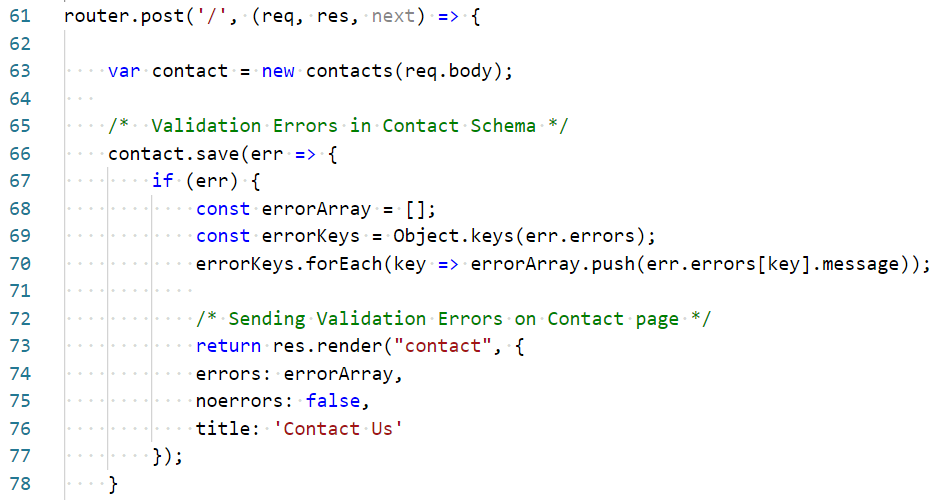 61 router.post('/', (req, res, next) => {
62
63     var contact = new contacts(req.body);
64
65     /*  Validation Errors in Contact Schema */
66     contact.save(err => {
67         if (err) {
68             const errorArray = [];
69             const errorKeys = Object.keys(err.errors);
70             errorKeys.forEach(key => errorArray.push(err.errors[key].message));
71
72             /* Sending Validation Errors on Contact page */
73             return res.render("contact", {
74             errors: errorArray,
75             noerrors: false,
76             title: 'Contact Us'
77         });
78     }